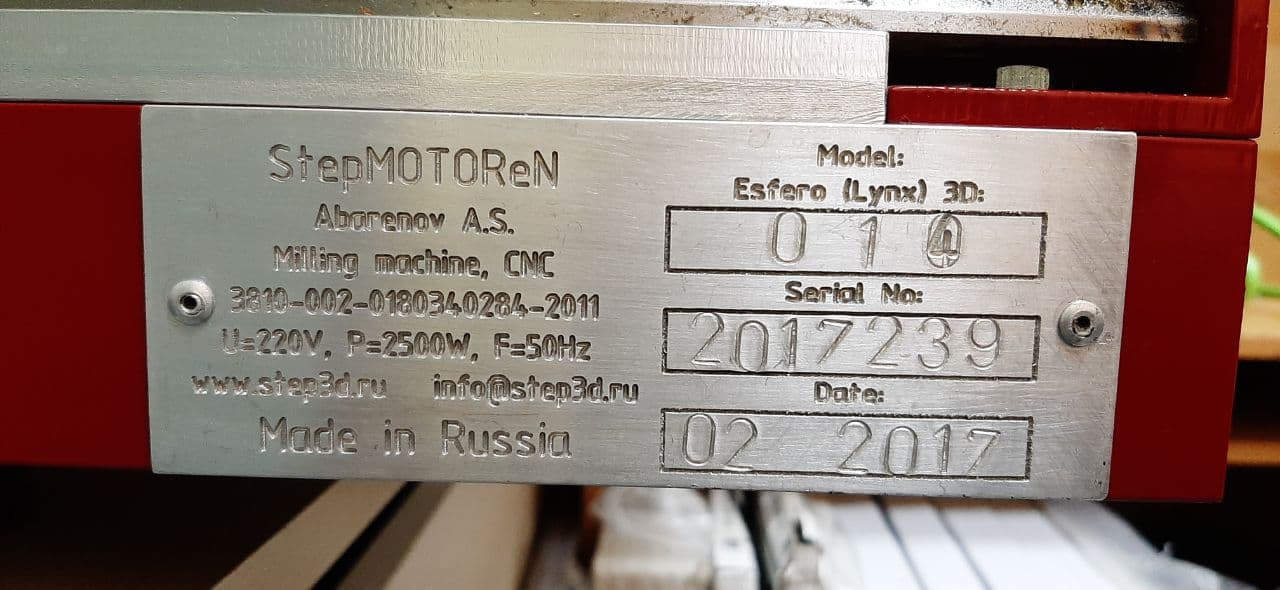 StepMOTOReN
Abarenov A.S.
Milling machine, CNC
3810-002-0180340284-2011
U=220V, P=2500W, F=50Hz
www.step3d.ru info@step3d.ru
Made in Russia
Model:
Esfero (Lynx) 3D:
0 1
Serial No:
2017239
Date:
02 2017